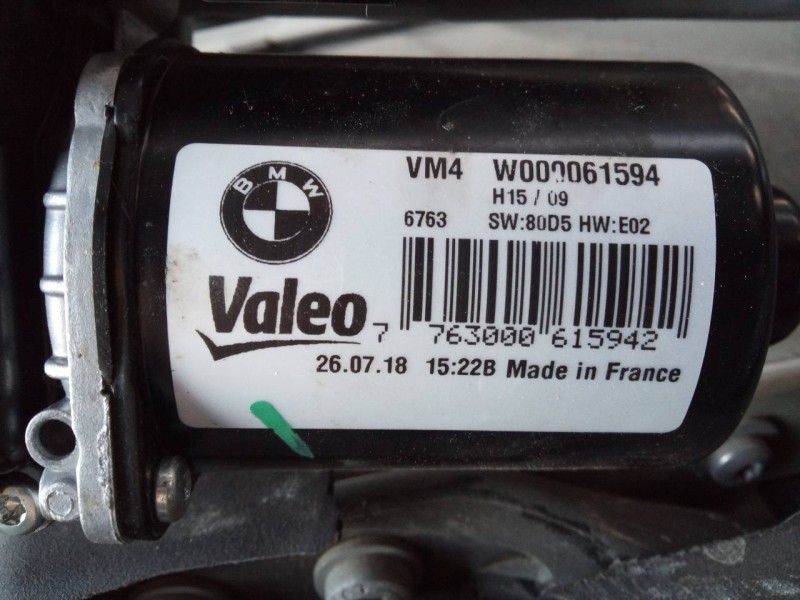 BMW
VM4 W000061594
H15 / 09
6763 SW:80D5 HW:E02
Valeo
7 763000 615942
26.07.18 15:22B Made in France